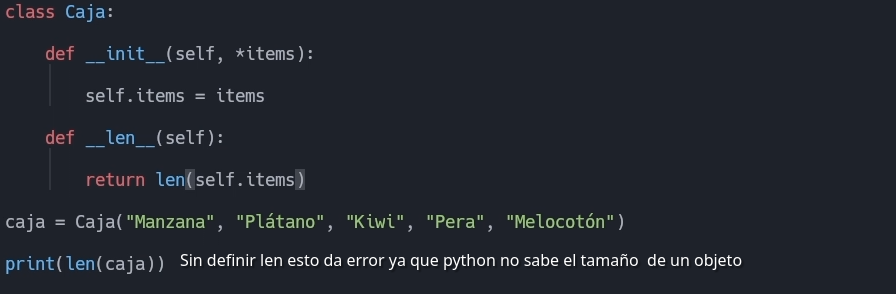 class Caja:
def __init__(self, *items):
self.items = items
def __len__(self):
return len(self.items)
caja = Caja("Manzana", "Plátano", "Kiwi", "Pera", "Melocotón")
print(len(caja)) Sin definir len esto da error ya que python no sabe el tamaño de un objeto